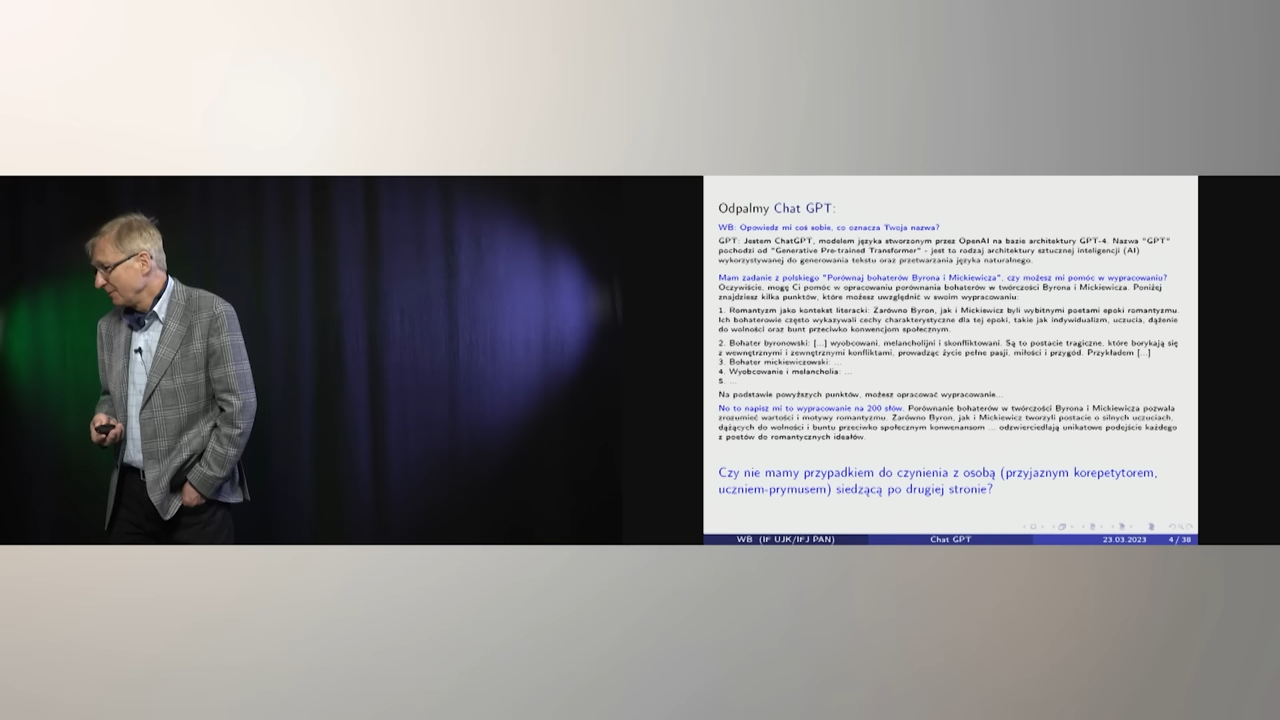 Odpalmy Chat GPT:
WB: Opowiedz mi coś sobie, co oznacza Twoja nazwa?
GPT: Jestem ChatGPT, modelem języka stworzonym przez OpenAI na bazie architektury GPT-4. Nazwa "GPT"
pochodzi od "Generative Pre-trained Transformer" - jest to rodzaj architektury sztucznej inteligencji (AI)
wykorzystywanej do generowania tekstu oraz przetwarzania języka naturalnego.
Mam zadanie z polskiego "Porównaj bohaterów Byrona i Mickiewicza", czy możesz mi pomóc w wypracowaniu?
Oczywiście, mogę Ci pomóc w opracowaniu porównania bohaterów w twórczości Byrona i Mickiewicza. Poniżej
znajdziesz kilka punktów, które możesz uwzględnić w swoim wypracowaniu:
1. Romantyzm jako kontekst literacki: Zarówno Byron, jak i Mickiewicz byli wybitnymi poetami epoki romantyzmu.
Ich bohaterowie często wykazywali cechy charakterystyczne dla tej epoki, takie jak indywidualizm, uczucia, dążenie
do wolności oraz bunt przeciwko konwencjom społecznym.
2. Bohater byronowski: [...] wyobcowani, melancholijni i skonfliktowani. Są to postacie tragiczne, które borykają się
z wewnętrznymi i zewnętrznymi konfliktami, prowadząc życie pełne pasji, miłości i przygód. Przykładem [...]
3. Bohater mickiewiczowski: ...
4. Wyobcowanie i melancholia: ...
5. ...
Na podstawie powyższych punktów, możesz opracować wypracowanie...
No to napisz mi to wypracowanie na 200 słów. Porównanie bohaterów w twórczości Byrona i Mickiewicza pozwala
zrozumieć wartości i motywy romantyzmu. Zarówno Byron, jak i Mickiewicz tworzyli postacie o silnych uczuciach,
dążących do wolności i buntu przeciwko społecznym konwenansom ... odzwierciedlają unikatowe podejście każdego
z poetów do romantycznych ideałów.
Czy nie mamy przypadkiem do czynienia z osobą (przyjaznym korepetytorem,
uczniem-prymusem) siedzącą po drugiej stronie?
WB (IF UJK/IFJ PAN) Chat GPT 23.03.2023 4 / 38